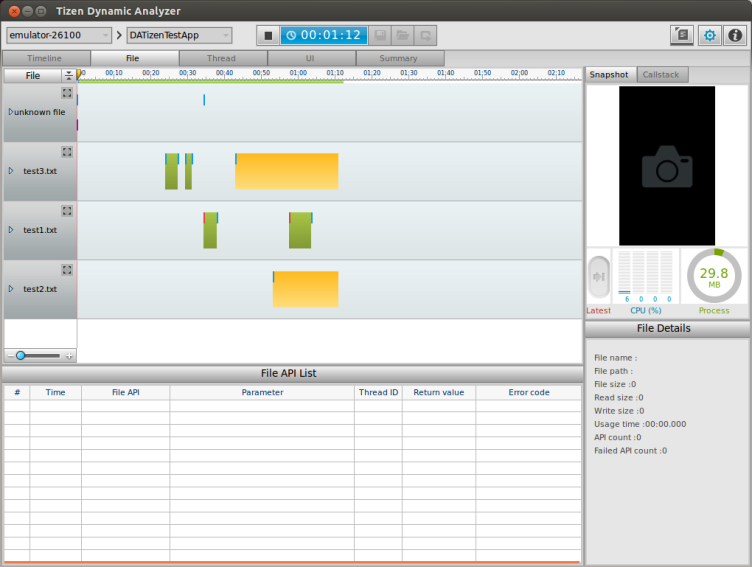 Tizen Dynamic Analyzer
emulator-26100 > DATizenTestApp 00:01:12
Timeline File Thread UI Summary
File 00:10 00:20 00:30 00:40 00:50 01:00 01:10 01:20 01:30 01:40 01:50 02:00 02:10
unknown file
test3.txt
test1.txt
test2.txt
Snapshot Callstack
29.8
MB
6 0 0 0
Latest CPU (%) Process
File Details
File name :
File path :
File size :0
Read size :0
Write size :0
Usage time :00:00.000
API count :0
Failed API count :0
File API List
# Time File API Parameter Thread ID Return value Error code